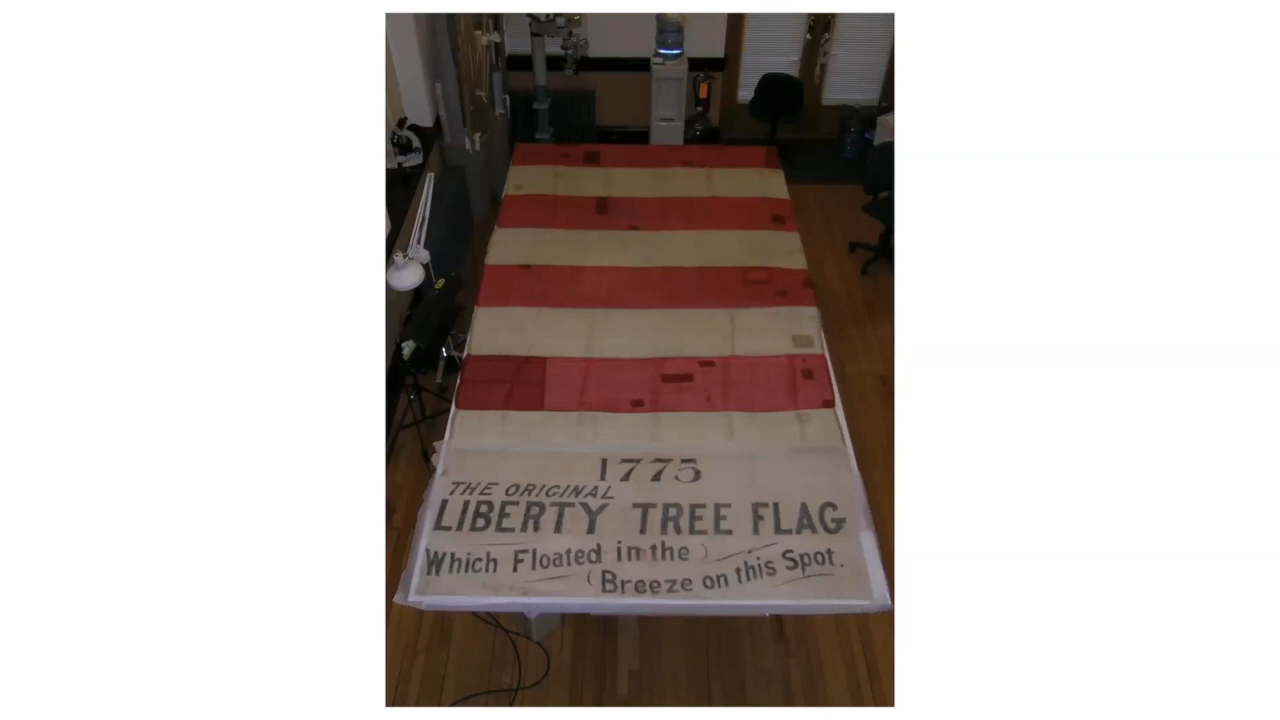 1775
THE ORIGINAL
LIBERTY TREE FLAG
Which Floated in the )
( Breeze on this Spot.